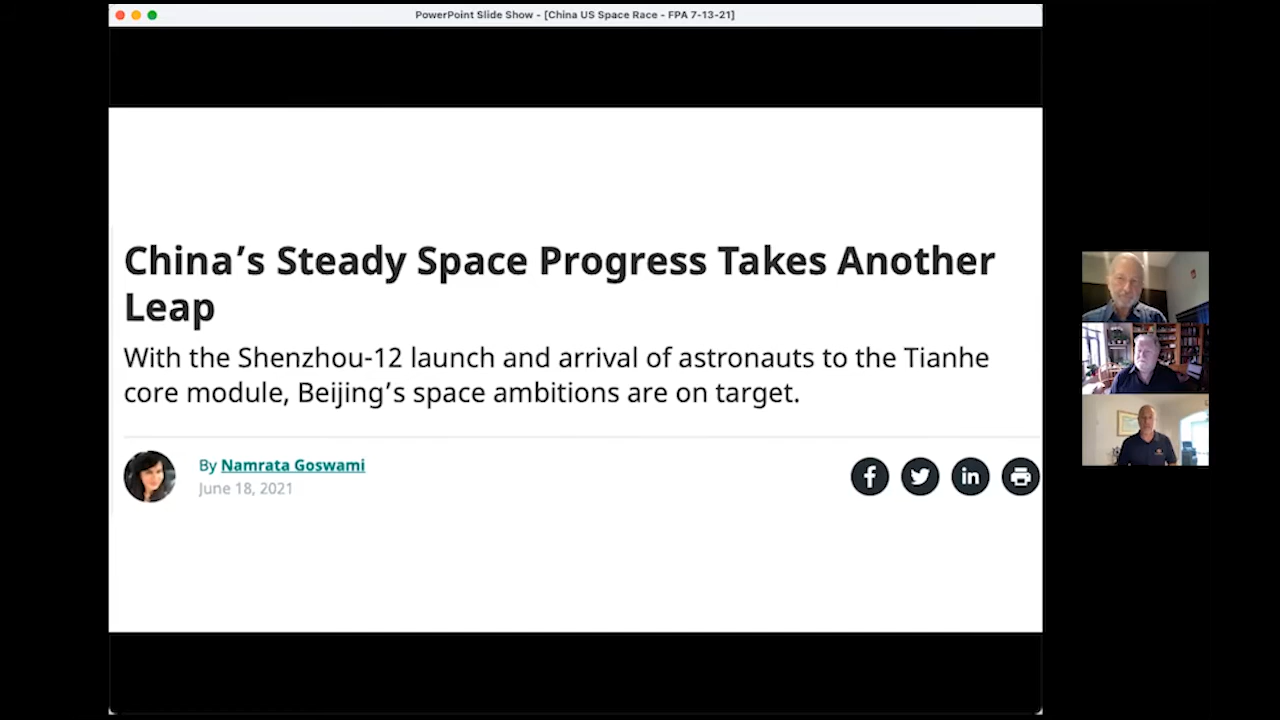 PowerPoint Slide Show - [China US Space Race - FPA 7-13-21]
China’s Steady Space Progress Takes Another
Leap
With the Shenzhou-12 launch and arrival of astronauts to the Tianhe
core module, Beijing’s space ambitions are on target.
By Namrata Goswami
June 18, 2021